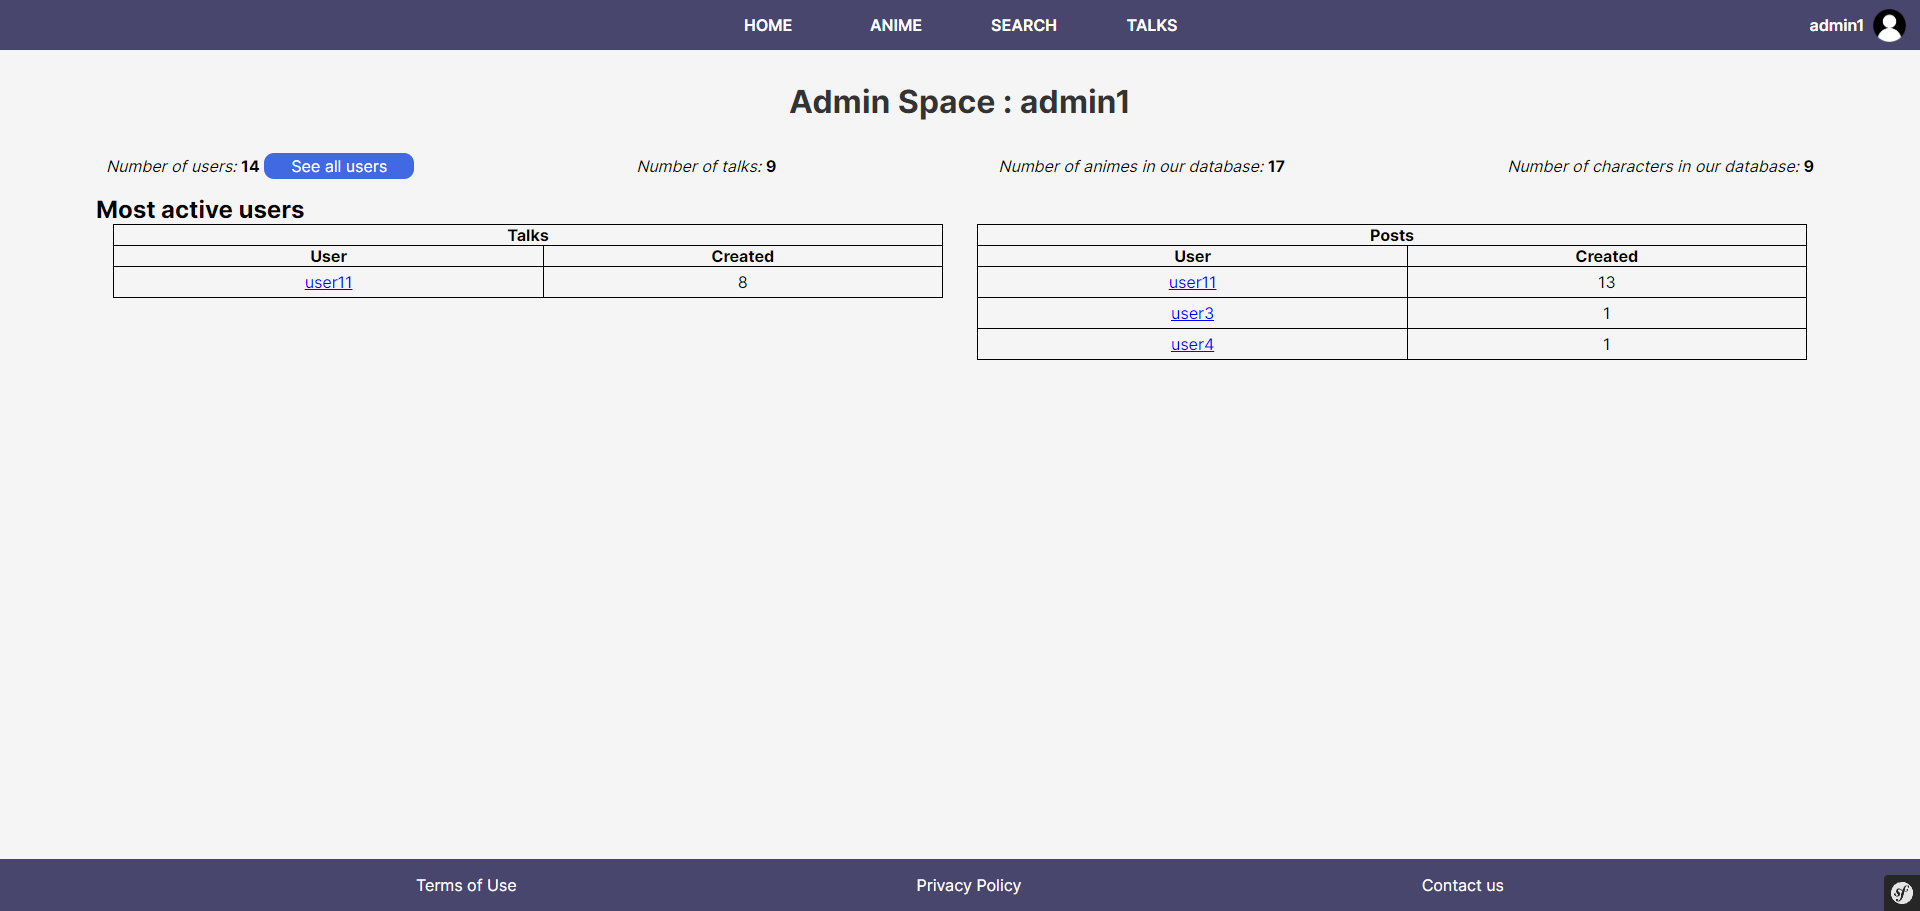 HOME ANIME SEARCH TALKS admin1
Admin Space : admin1
Number of users: 14 See all users Number of talks: 9 Number of animes in our database: 17 Number of characters in our database: 9
Most active users
Talks
User Created
user11 8
Posts
User Created
user11 13
user3 1
user4 1
Terms of Use Privacy Policy Contact us
sf